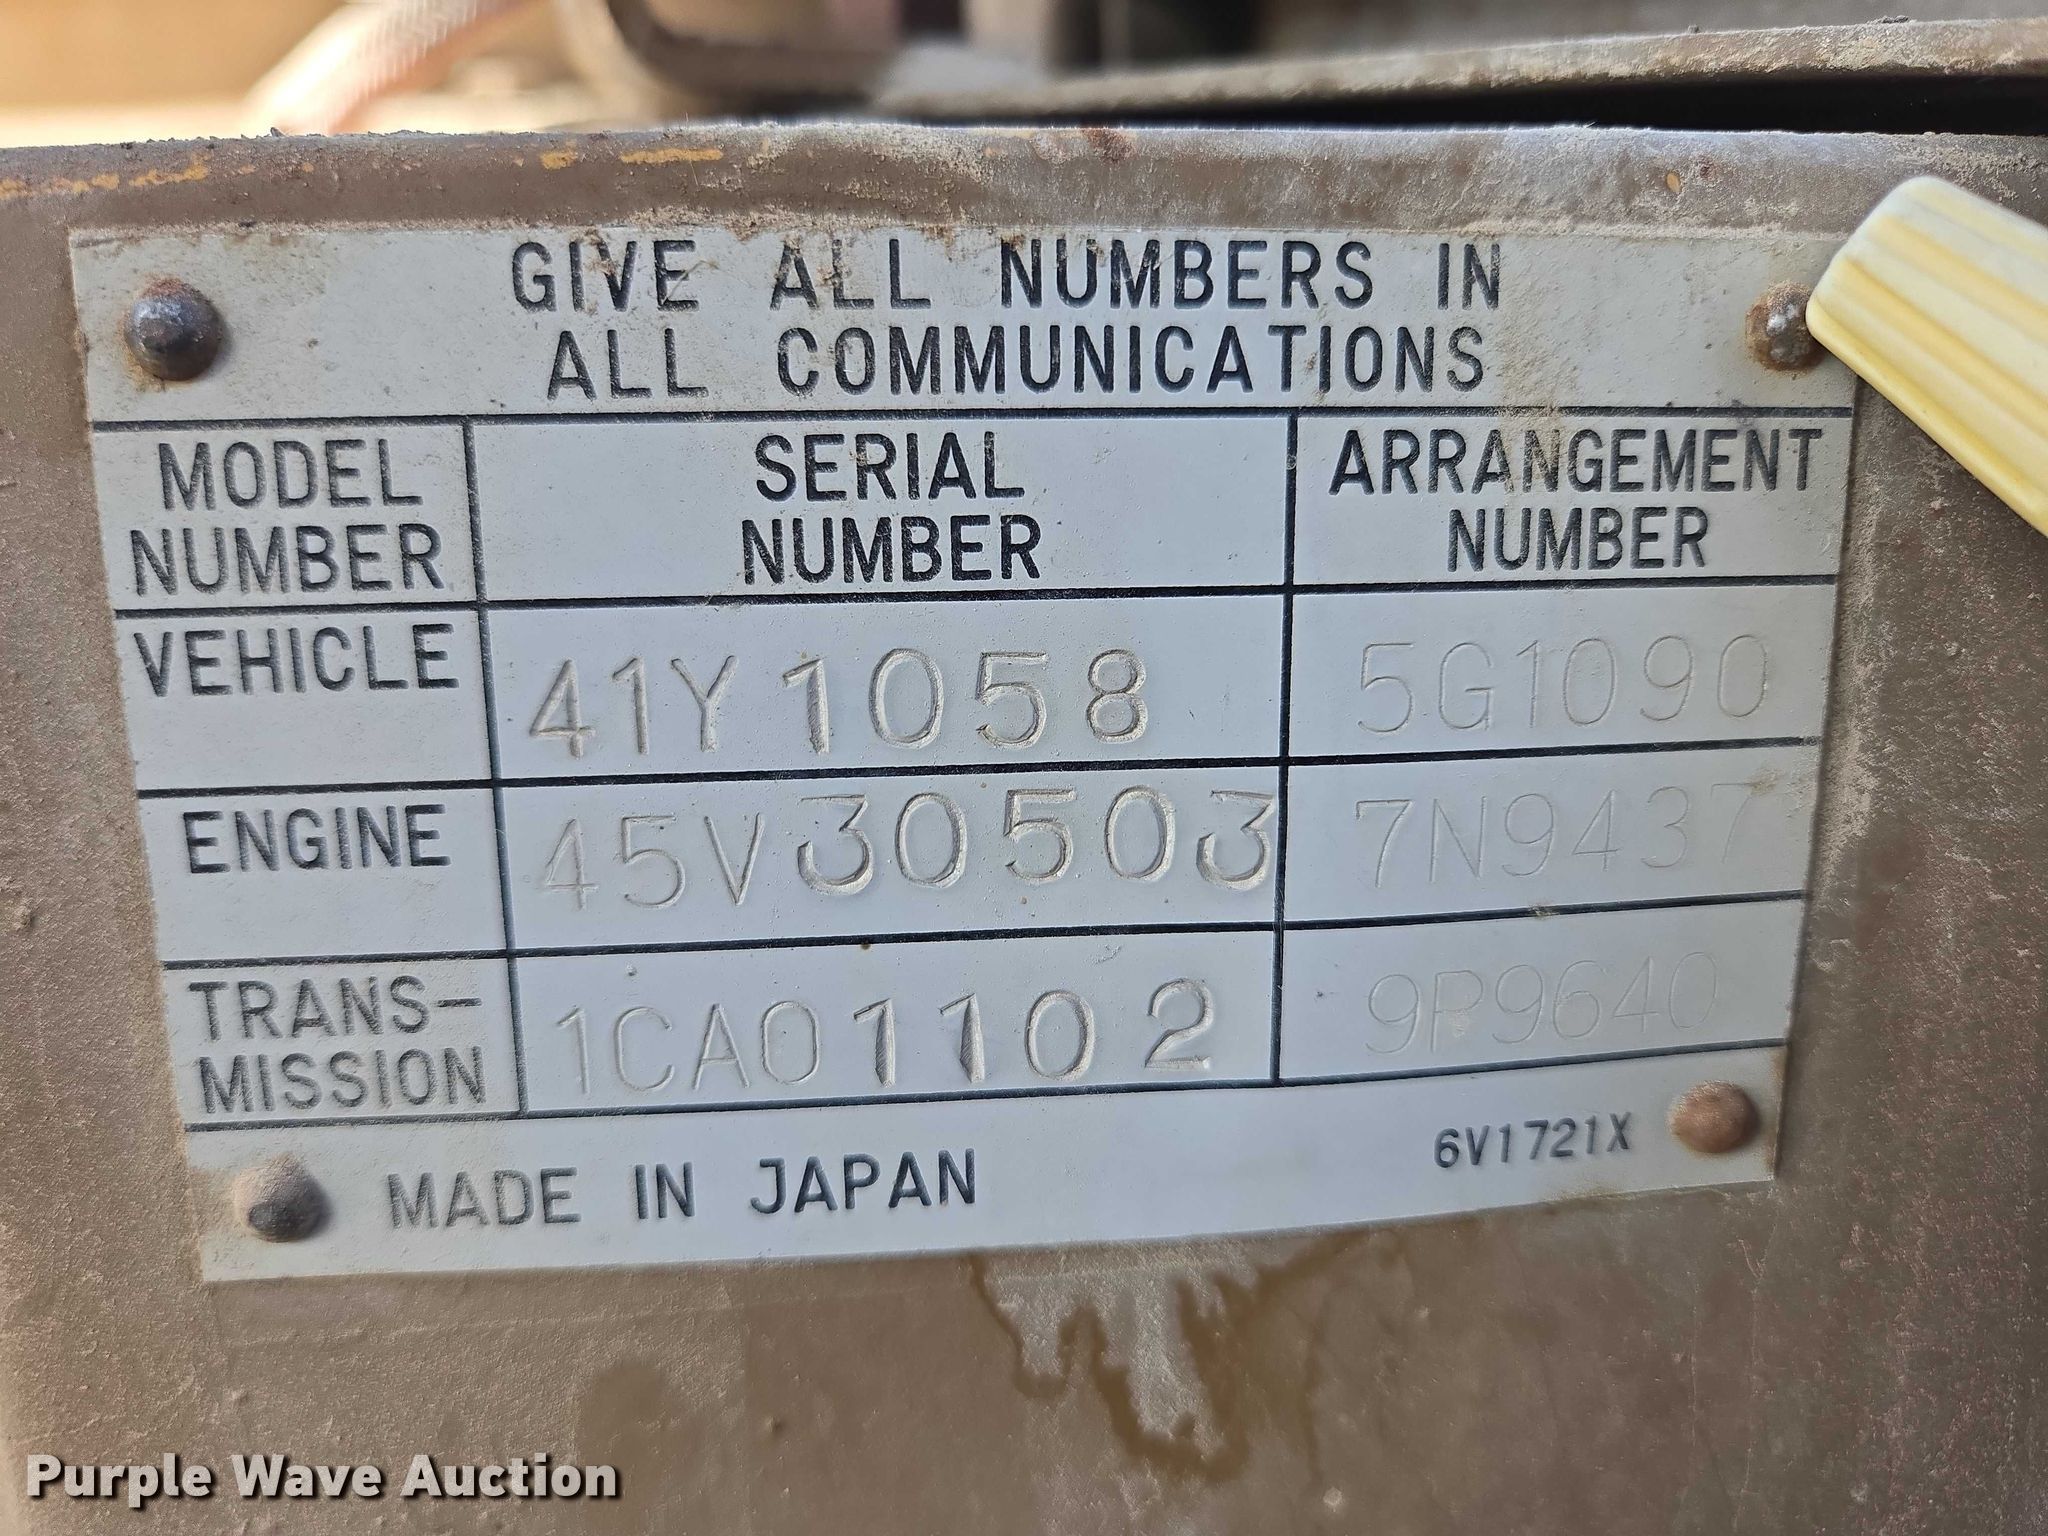 GIVE ALL NUMBERS IN
ALL COMMUNICATIONS
MODEL
NUMBER
SERIAL
NUMBER
ARRANGEMENT
NUMBER
VEHICLE
41Y1058
5G1090
ENGINE
45V30503
7N9437
TRANS-
MISSION
1CA01102
9P9640
MADE IN JAPAN
6V1721X
Purple Wave Auction